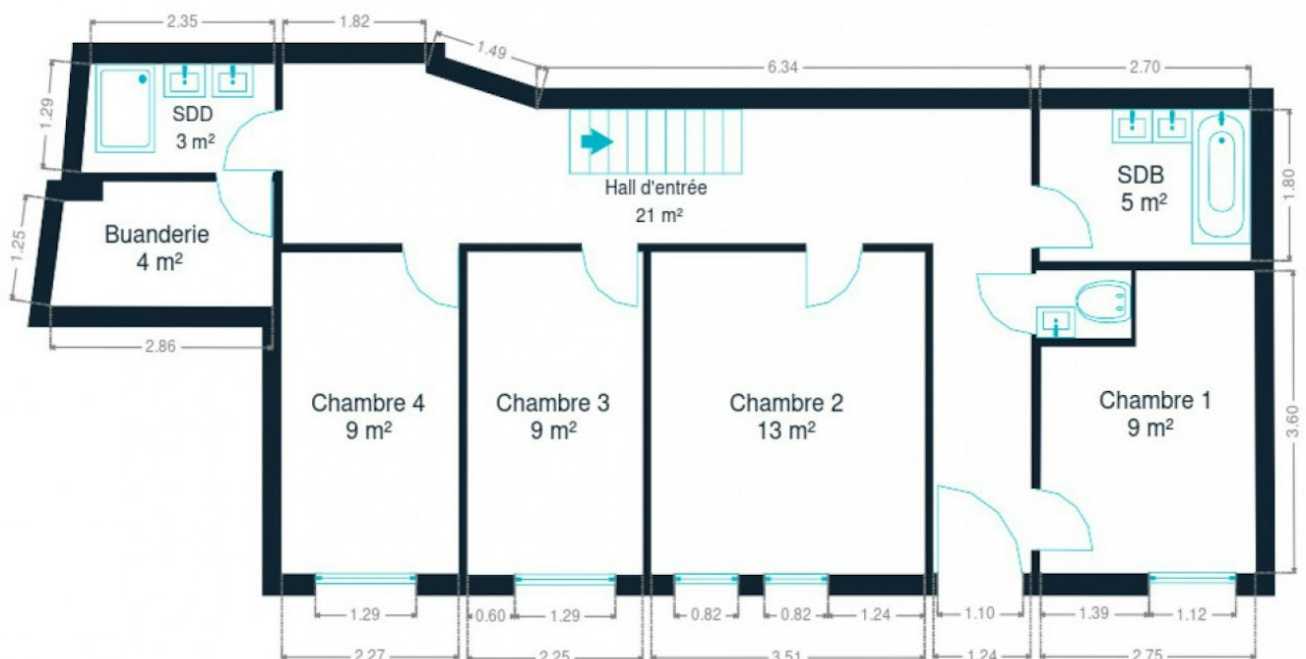 2.35
1.82
1.49
6.34
2.70
1.29
SDD
3 m²
1.80
SDB
5 m²
Hall d'entrée
21 m²
1.25
Buanderie
4 m²
2.86
Chambre 4
9 m²
Chambre 3
9 m²
Chambre 2
13 m²
Chambre 1
9 m²
3.60
1.29
0.60
1.29
0.82
0.82
1.24
1.10
1.39
1.12
2.27
2.25
3.51
1.24
2.75